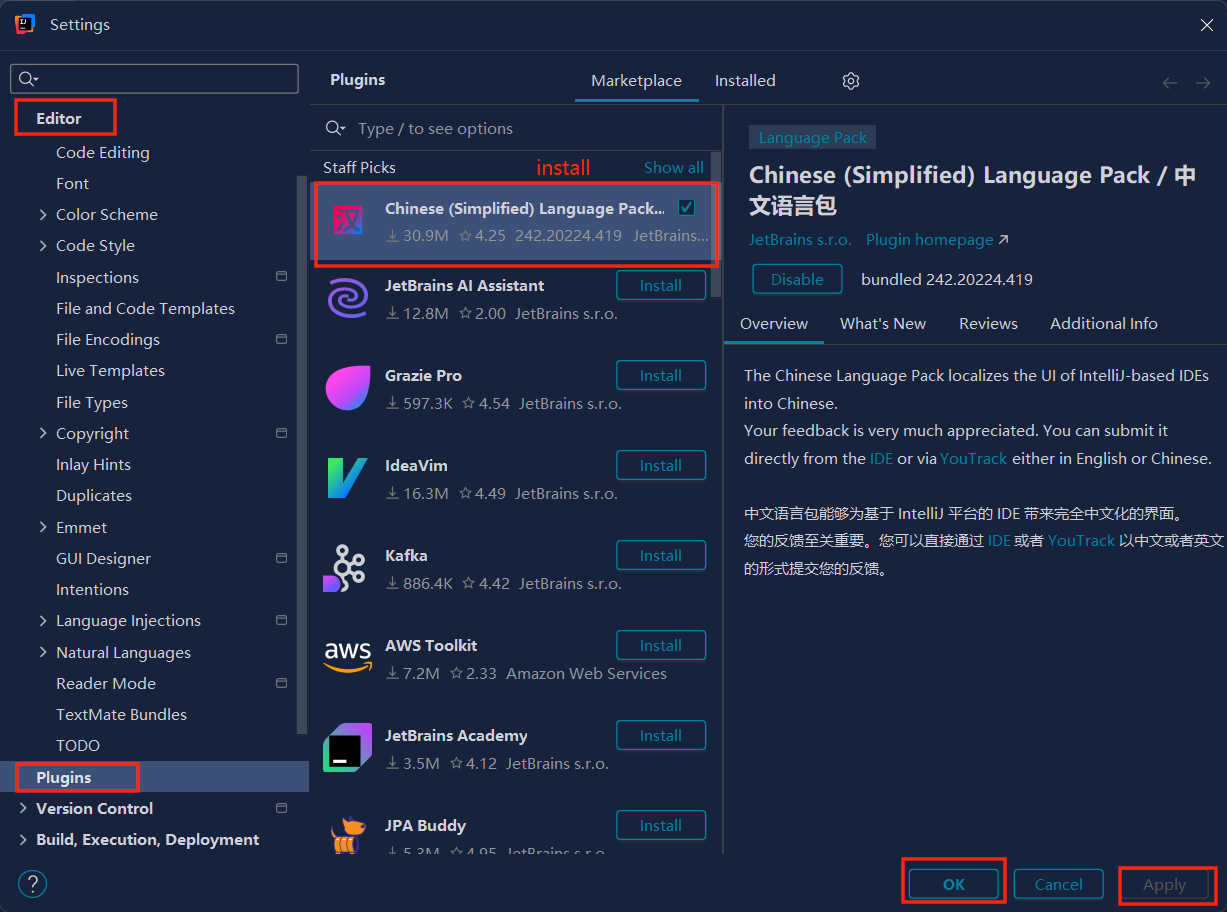 Settings
Editor
Code Editing
Font
Color Scheme
Code Style
Inspections
File and Code Templates
File Encodings
Live Templates
File Types
Copyright
Inlay Hints
Duplicates
Emmet
GUI Designer
Intentions
Language Injections
Natural Languages
Reader Mode
TextMate Bundles
TODO
Plugins
Version Control
Build, Execution, Deployment
?
Plugins
Marketplace
Installed
Type / to see options
Staff Picks
install
Show all
汉
Chinese (Simplified) Language Pack...
30.9M 4.25 242.20224.419 JetBrains...
JetBrains AI Assistant
Install
12.8M 2.00 JetBrains s.r.o.
Grazie Pro
Install
597.3K 4.54 JetBrains s.r.o.
IdeaVim
Install
16.3M 4.49 JetBrains s.r.o.
Kafka
Install
886.4K 4.42 JetBrains s.r.o.
aws
AWS Toolkit
Install
7.2M 2.33 Amazon Web Services
JetBrains Academy
Install
3.5M 4.12 JetBrains s.r.o.
JPA Buddy
Install
5.3M 4.95 JetBrains s.r.o.
Language Pack
Chinese (Simplified) Language Pack / 中
文语言包
JetBrains s.r.o. Plugin homepage
Disable
bundled 242.20224.419
Overview
What's New
Reviews
Additional Info
The Chinese Language Pack localizes the UI of IntelliJ-based IDEs
into Chinese.
Your feedback is very much appreciated. You can submit it
directly from the IDE or via YouTrack either in English or Chinese.
中文语言包能够为基于 IntelliJ 平台的 IDE 带来完全中文化的界面。
您的反馈至关重要。您可以直接通过 IDE 或者 YouTrack 以中文或者英文
的形式提交您的反馈。
OK
Cancel
Apply